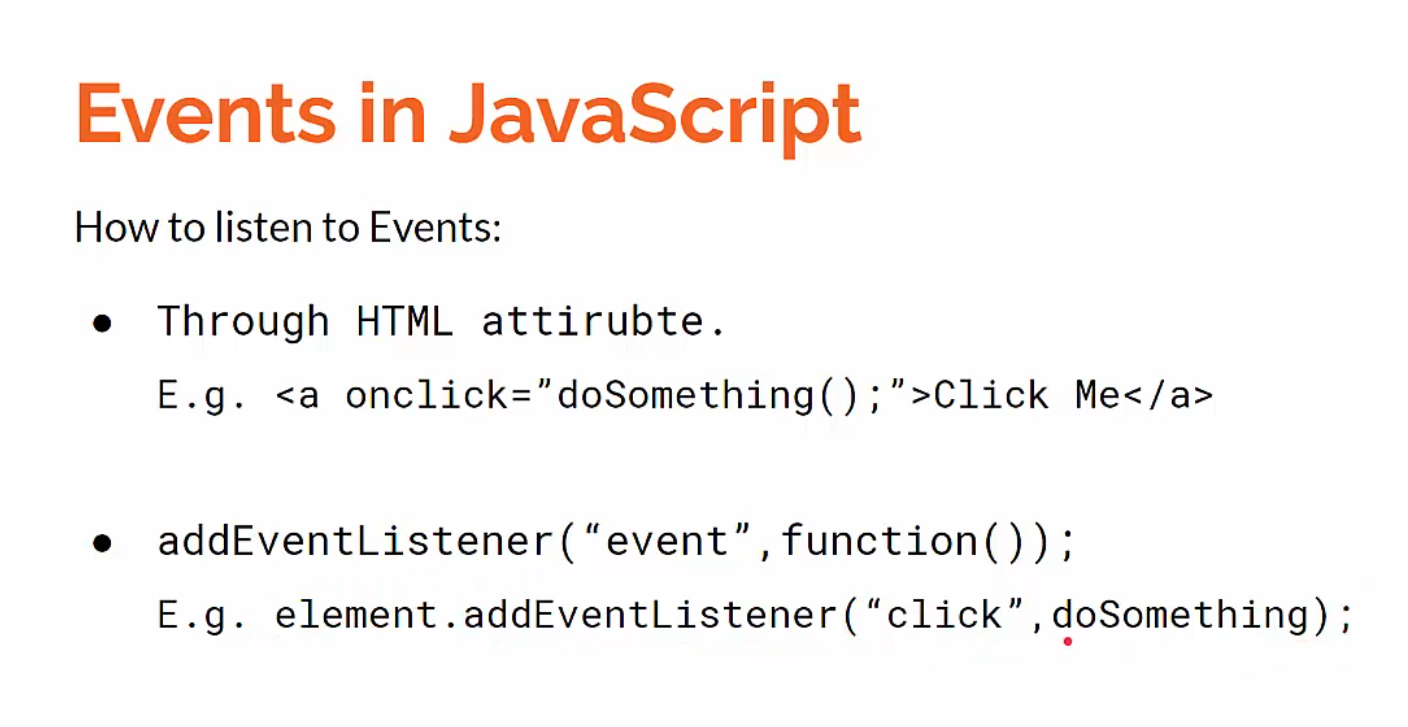 Events in JavaScript
How to listen to Events:
● Through HTML attirubte.
E.g. <a onclick=”doSomething();”>Click Me</a>
● addEventListener(“event”,function());
E.g. element.addEventListener(“click”,doSomething);